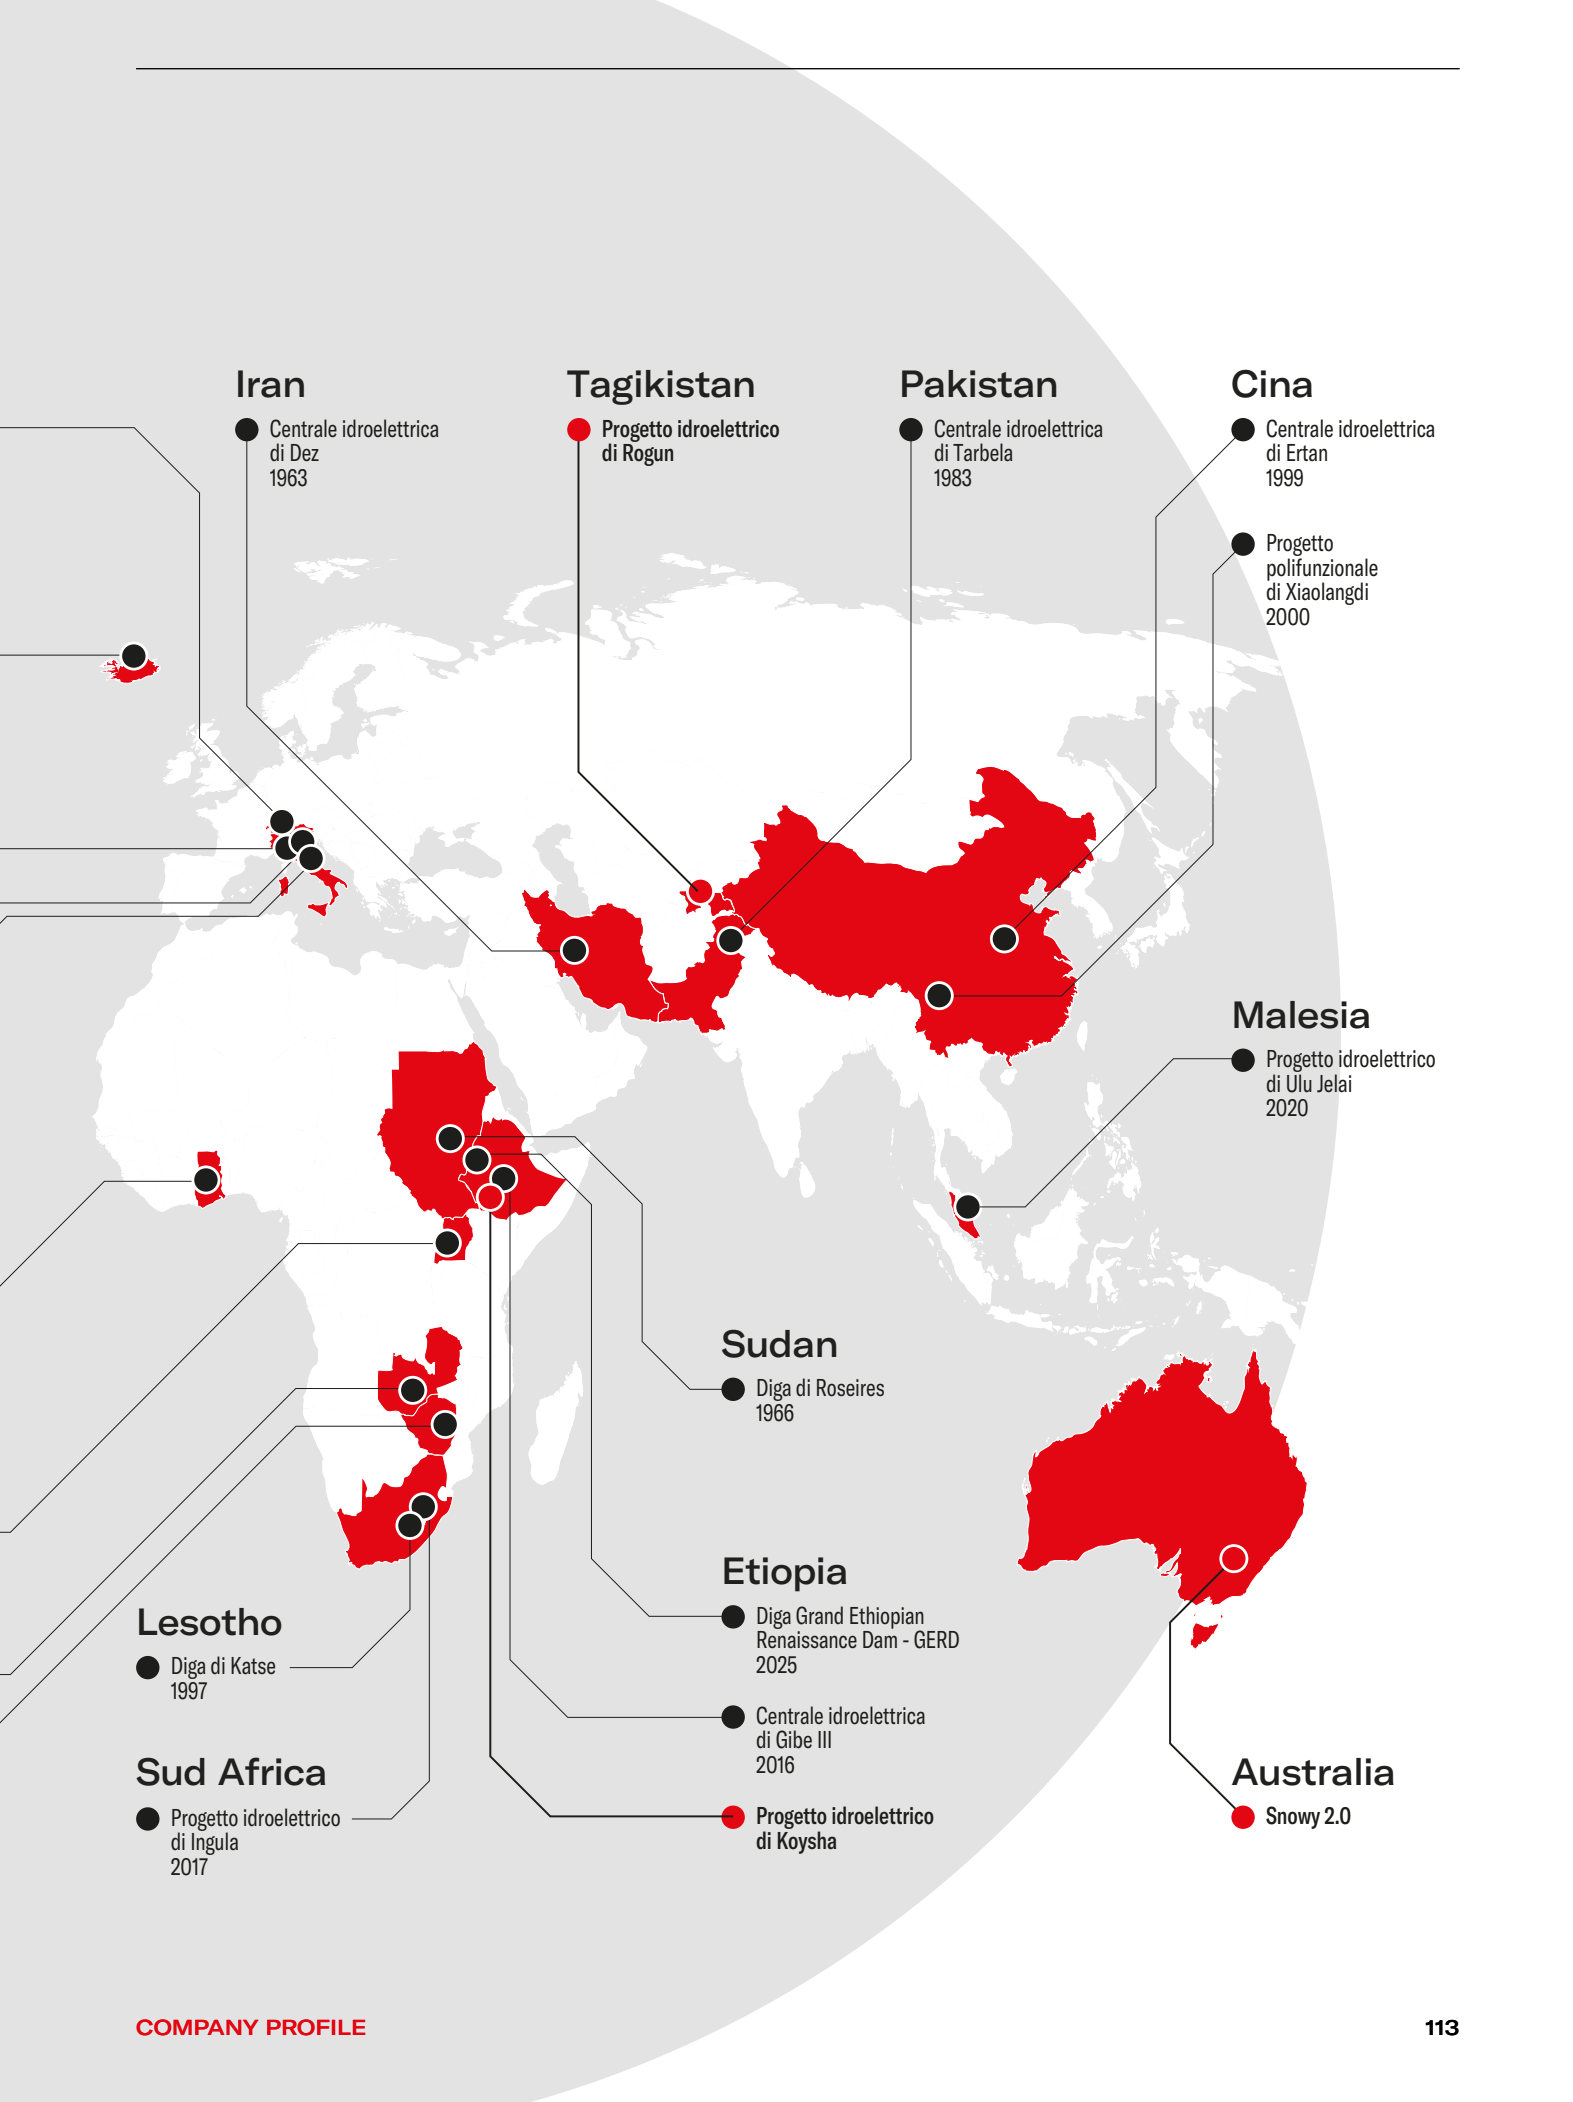 Iran
Centrale idroelettrica
di Dez
1963
Tagikistan
Progetto idroelettrico
di Rogun
Pakistan
Centrale idroelettrica
di Tarbela
1983
Cina
Centrale idroelettrica
di Ertan
1999
Progetto
polifunzionale
di Xiaolangdi
2000
Malesia
Progetto idroelettrico
di Ulu Jelai
2020
Sudan
Diga di Roseires
1966
Etiopia
Diga Grand Ethiopian
Renaissance Dam - GERD
2025
Centrale idroelettrica
di Gibe III
2016
Progetto idroelettrico
di Koysha
Lesotho
Diga di Katse
1997
Sud Africa
Progetto idroelettrico
di Ingula
2017
Australia
Snowy 2.0
COMPANY PROFILE
113